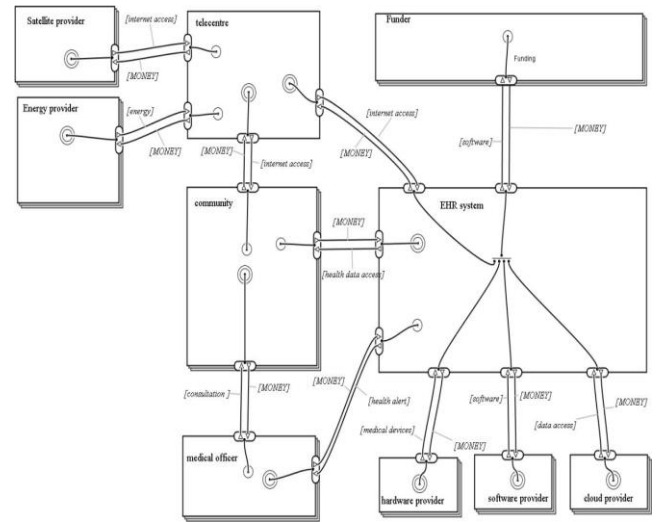 Satellite provider
[internet access]
[MONEY]
telecentre
Funder
Funding
Energy provider
[energy]
[MONEY]
[internet access]
[MONEY]
[software]
[MONEY]
[MONEY]
[internet access]
community
EHR system
[MONEY]
[health data access]
[consultation ]
[MONEY]
[MONEY]
[health alert]
[medical devices]
[MONEY]
[software]
[MONEY]
[data access]
[MONEY]
medical officer
hardware provider
software provider
cloud provider